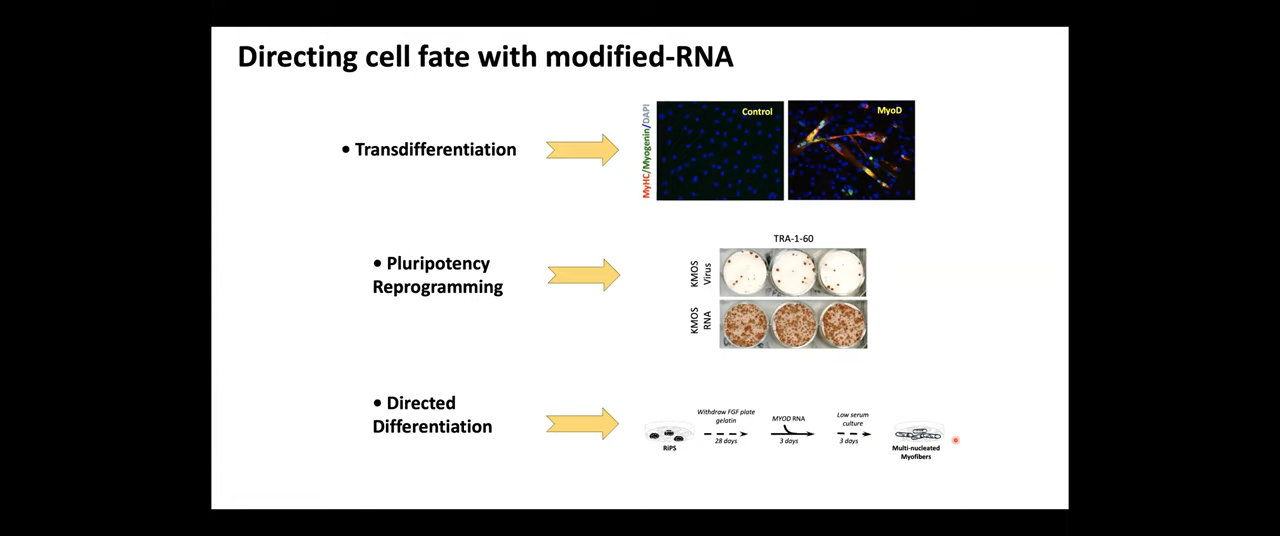 Directing cell fate with modified-RNA
• Transdifferentiation
MyHC/Myogenin/DAPI
Control
MyoD
• Pluripotency
Reprogramming
TRA-1-60
KMOS
Virus
KMOS
RNA
• Directed
Differentiation
RiPS
Withdraw FGF plate
gelatin
28 days
MYOD RNA
3 days
Low serum
culture
3 days
Multi-nucleated
Myofibers